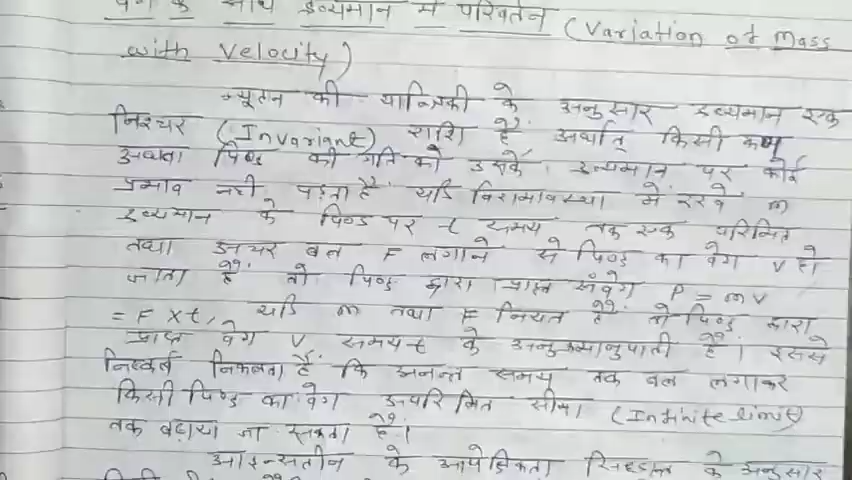 वेग के साथ द्रव्यमान में परिवर्तन (Variation of Mass
with Velocity)
न्यूटन की यान्त्रिकी के अनुसार द्रव्यमान एक
निश्चर (Invariant) राशि है अर्थात् किसी कण
अथवा पिण्ड की गति का उसके द्रव्यमान पर कोई
प्रभाव नही पड़ता है यदि विरामावस्था में रखे m
द्रव्यमान के पिण्ड पर t समय तक एक परिमित
तथा अचर बल F लगाने से पिण्ड का वेग v हो
जाता है तो पिण्ड द्वारा प्राप्त संवेग P = mv
= F x t, यदि m तथा F नियत है तो पिण्ड द्वारा
प्राप्त वेग v समय t के अनुक्रमानुपाती है। इससे
निष्कर्ष निकलता है कि अनन्त समय तक बल लगाकर
किसी पिण्ड का वेग अपरिमित सीमा (Infinite limit)
तक बढ़ाया जा सकता है।
आइन्सतीन के आपेक्षिकता सिद्धान्त के अनुसार